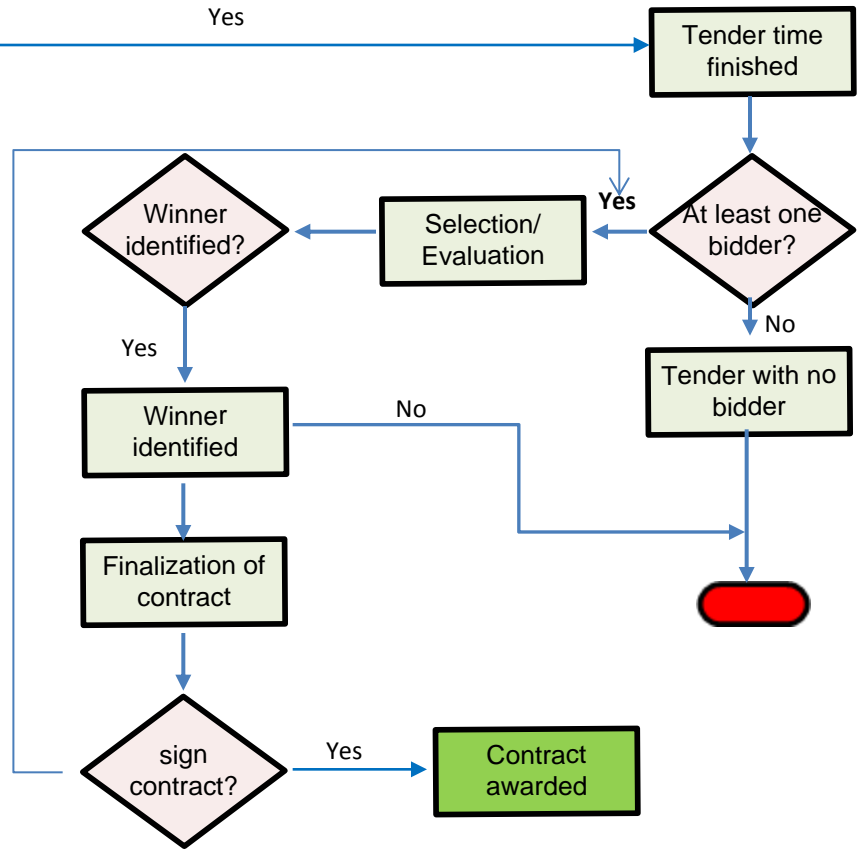 Yes
Tender time
finished
Winner
identified?
Selection/
Evaluation
Yes
At least one
bidder?
No
Yes
Tender with no
bidder
Winner
identified
No
Finalization of
contract
sign
contract?
Yes
Contract
awarded